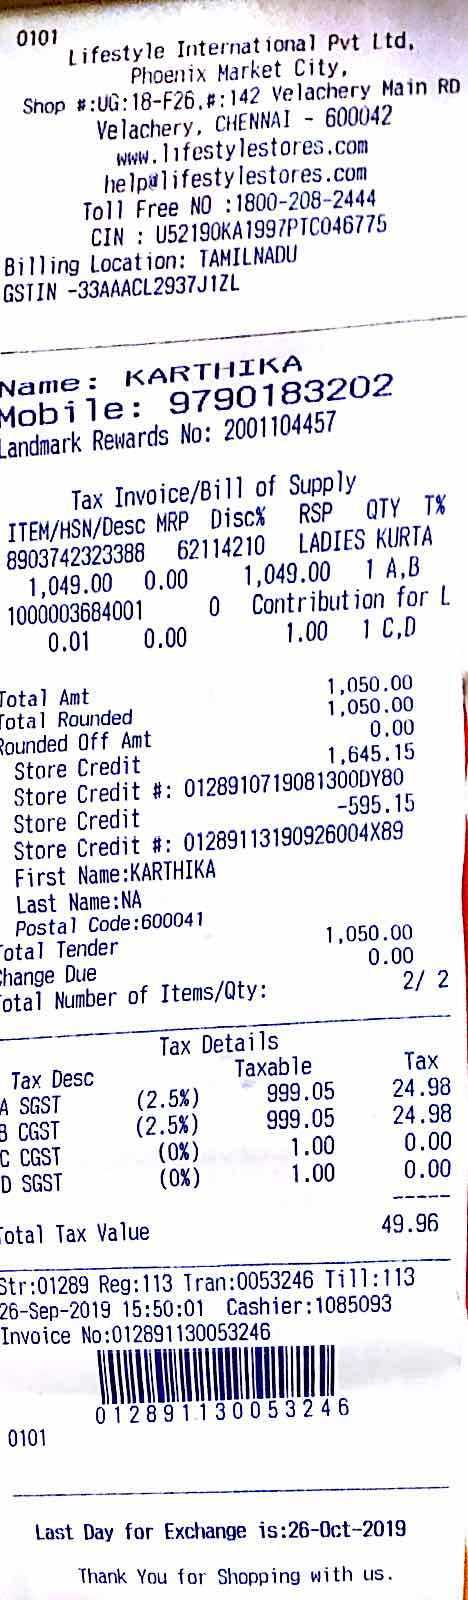 0101
Lifestyle International Pvt Ltd,
Phoenix Market City,
Shop #:UG:18-F26,#:142 Velachery Main RD
Velachery, CHENNAI - 600042
www.lifestylestores.com
help@lifestylestores.com
Toll Free NO :1800-208-2444
CIN : U52190KA1997PTC046775
Billing Location: TAMILNADU
GSTIN -33AAACL2937J1ZL
Name: KARTHIKA
Mobile: 9790183202
Landmark Rewards No: 2001104457
Tax Invoice/Bill of Supply
ITEM/HSN/Desc MRP Disc% RSP QTY T%
8903742323388 62114210 LADIES KURTA
1,049.00 0.00 1,049.00 1 A,B
1000003684001 0 Contribution for L
0.01 0.00 1.00 1 C,D
Total Amt 1,050.00
Total Rounded 1,050.00
Rounded Off Amt 0.00
Store Credit 1,645.15
Store Credit #: 0128910719081300DY80
Store Credit -595.15
Store Credit #: 01289113190926004X89
First Name:KARTHIKA
Last Name:NA
Postal Code:600041
Total Tender 1,050.00
Change Due 0.00
Total Number of Items/Qty: 2/ 2
Tax Details
Tax Desc Taxable Tax
A SGST (2.5%) 999.05 24.98
B CGST (2.5%) 999.05 24.98
C CGST (0%) 1.00 0.00
D SGST (0%) 1.00 0.00
-----
Total Tax Value 49.96
Str:01289 Reg:113 Tran:0053246 Till:113
26-Sep-2019 15:50:01 Cashier:1085093
Invoice No:012891130053246
012891130053246
0101
Last Day for Exchange is:26-Oct-2019
Thank You for Shopping with us.